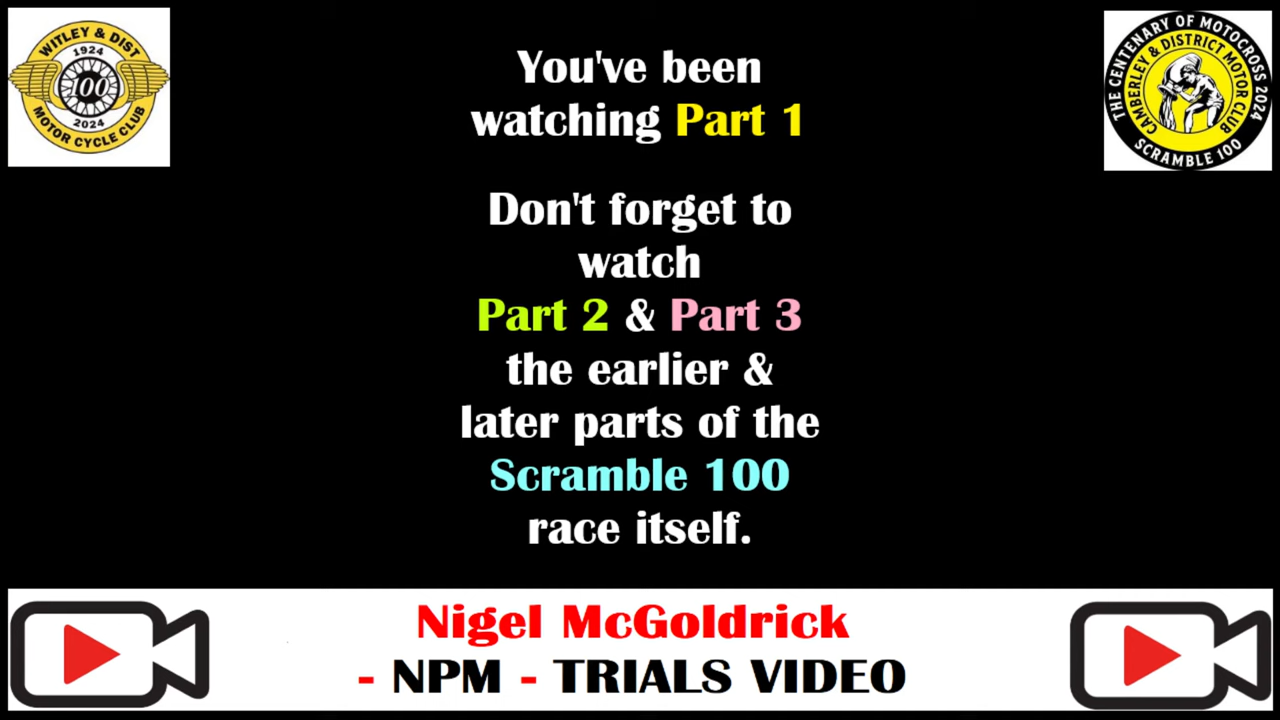 WITLEY & DIST
1924
100
2024
MOTOR CYCLE CLUB
THE CENTENARY OF MOTOCROSS 2024
CAMBERLEY & DISTRICT MOTOR CLUB
SCRAMBLE 100
You've been
watching Part 1
Don't forget to
watch
Part 2 & Part 3
the earlier &
later parts of the
Scramble 100
race itself.
Nigel McGoldrick
- NPM - TRIALS VIDEO